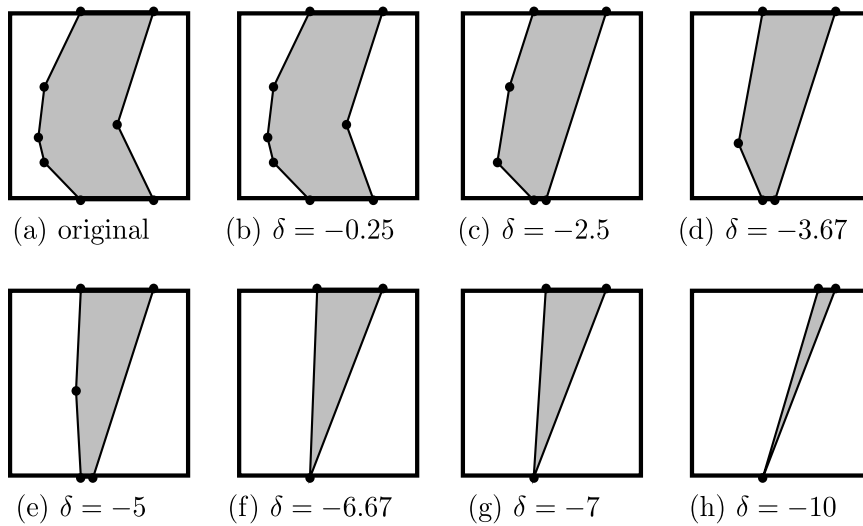 (a) original
(b) δ = −0.25
(c) δ = −2.5
(d) δ = −3.67
(e) δ = −5
(f) δ = −6.67
(g) δ = −7
(h) δ = −10